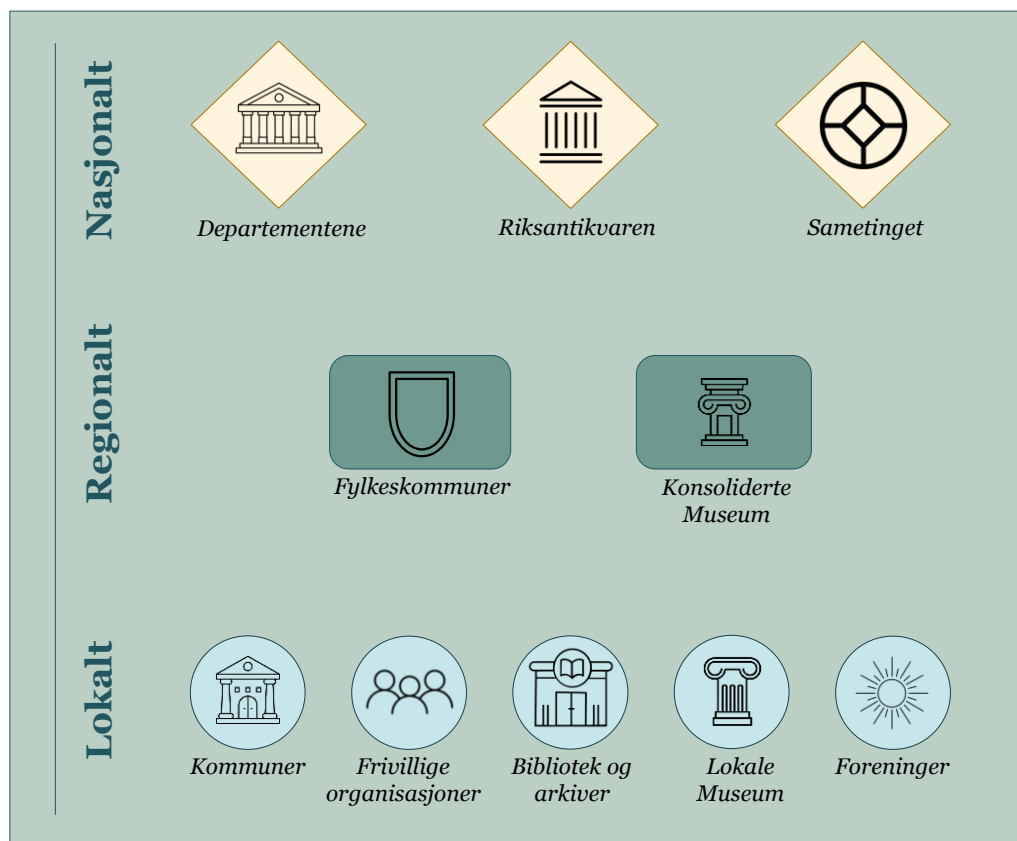 Nasjonalt
Departementene
Riksantikvaren
Sametinget
Regionalt
Fylkeskommuner
Konsoliderte
Museum
Lokalt
Kommuner
Frivillige
organisasjoner
Bibliotek og
arkiver
Lokale
Museum
Foreninger